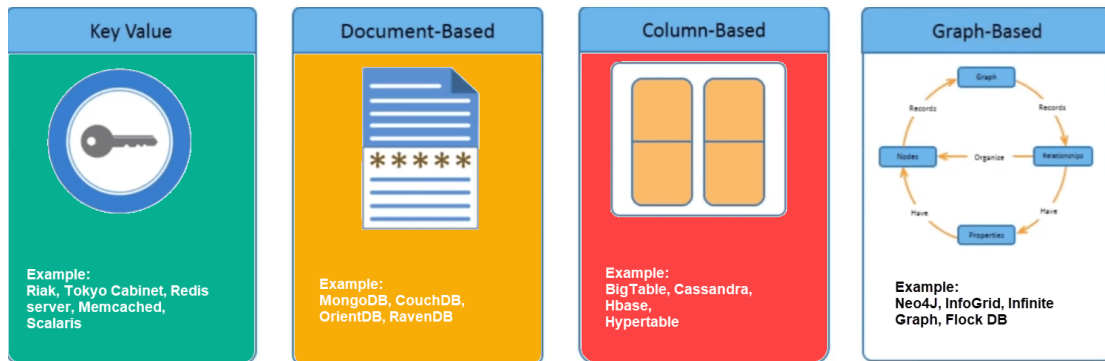 Key Value
Example:
Riak, Tokyo Cabinet, Redis
server, Memcached,
Scalaris
Document-Based
*****
Example:
MongoDB, CouchDB,
OrientDB, RavenDB
Column-Based
Example:
BigTable, Cassandra,
Hbase,
Hypertable
Graph-Based
Graph
Records
Records
Nodes
Organize
Relationships
Have
Have
Properties
Example:
Neo4J, InfoGrid, Infinite
Graph, Flock DB